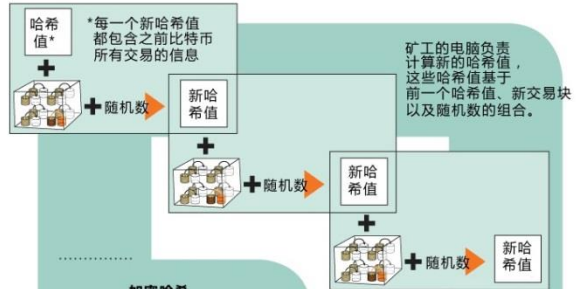 哈希
值*
*每一个新哈希值
都包含之前比特币
所有交易的信息
矿工的电脑负责
计算新的哈希值，
这些哈希值基于
前一个哈希值、新交易块
以及随机数的组合。
+
+随机数
新哈
希值
+
+随机数
新哈
希值
+
+随机数
新哈
希值